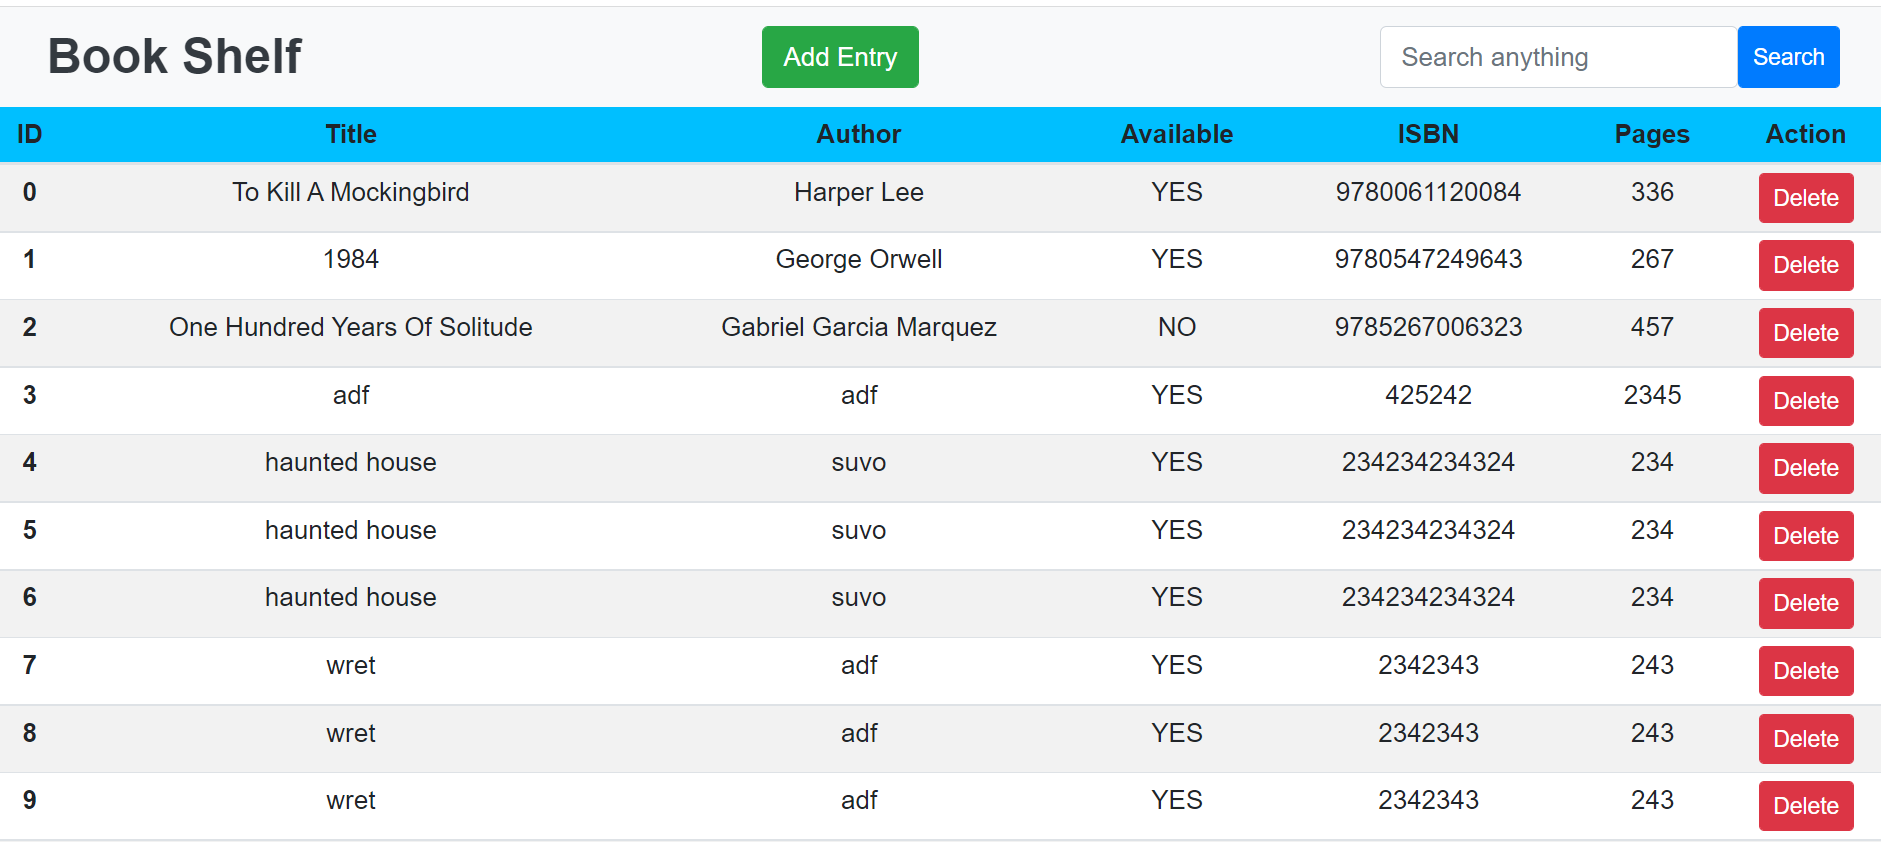 Book Shelf Add Entry Search anything Search
ID Title Author Available ISBN Pages Action
0 To Kill A Mockingbird Harper Lee YES 9780061120084 336 Delete
1 1984 George Orwell YES 9780547249643 267 Delete
2 One Hundred Years Of Solitude Gabriel Garcia Marquez NO 9785267006323 457 Delete
3 adf adf YES 425242 2345 Delete
4 haunted house suvo YES 234234234324 234 Delete
5 haunted house suvo YES 234234234324 234 Delete
6 haunted house suvo YES 234234234324 234 Delete
7 wret adf YES 2342343 243 Delete
8 wret adf YES 2342343 243 Delete
9 wret adf YES 2342343 243 Delete